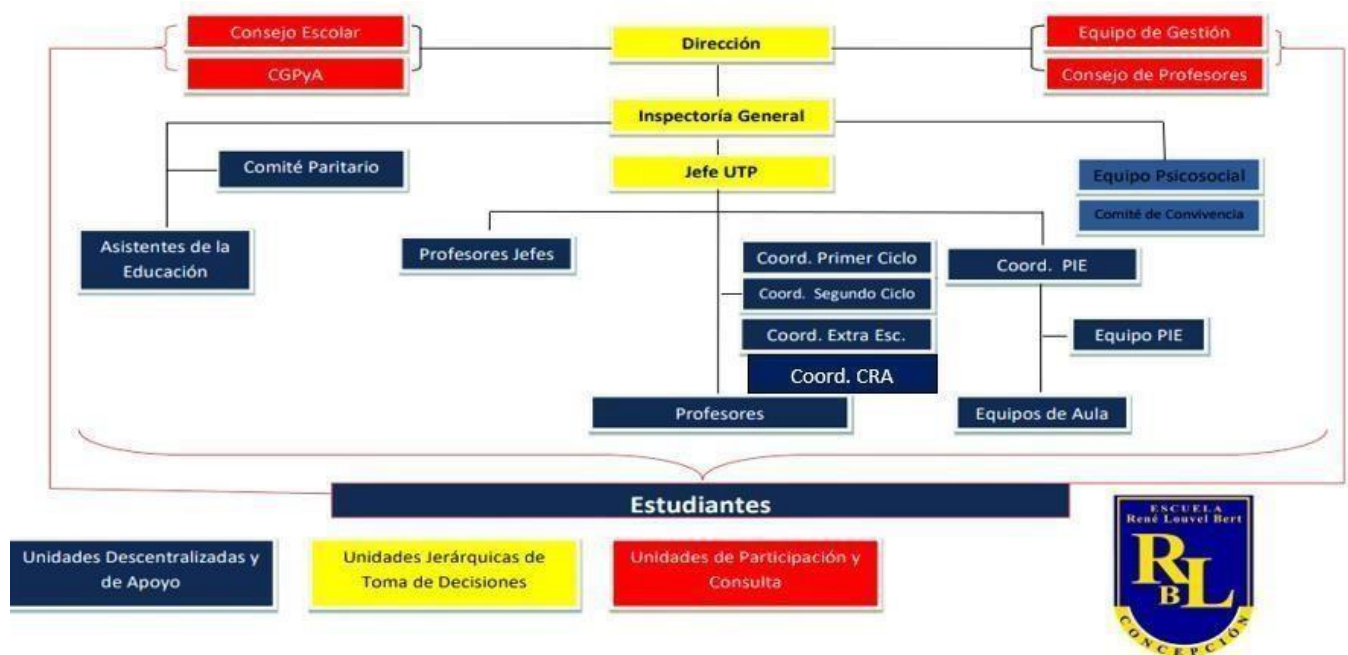 Consejo Escolar
CGPyA
Dirección
Equipo de Gestión
Consejo de Profesores
Inspectoría General
Comité Paritario
Jefe UTP
Equipo Psicosocial
Comité de Convivencia
Asistentes de la
Educación
Profesores Jefes
Coord. Primer Ciclo
Coord. Segundo Ciclo
Coord. Extra Esc.
Coord. CRA
Coord. PIE
Equipo PIE
Profesores
Equipos de Aula
Estudiantes
Unidades Descentralizadas y
de Apoyo
Unidades Jerárquicas de
Toma de Decisiones
Unidades de Participación y
Consulta
ESCUELA
René Louvel Bert
RLB
CONCEPCIÓN